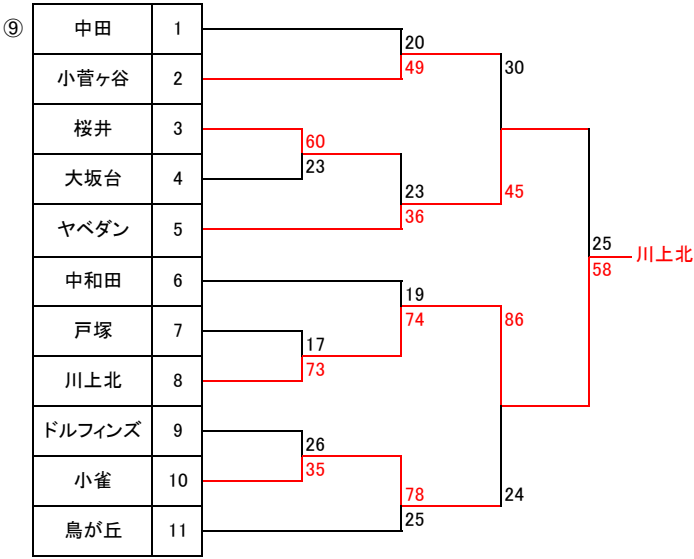 ⑨
中田 1
小菅ヶ谷 2
桜井 3
大坂台 4
ヤベダン 5
中和田 6
戸塚 7
川上北 8
ドルフィンズ 9
小雀 10
鳥が丘 11
20
49
60
23
23
36
30
45
19
74
17
73
26
35
78
25
86
24
25
58
川上北